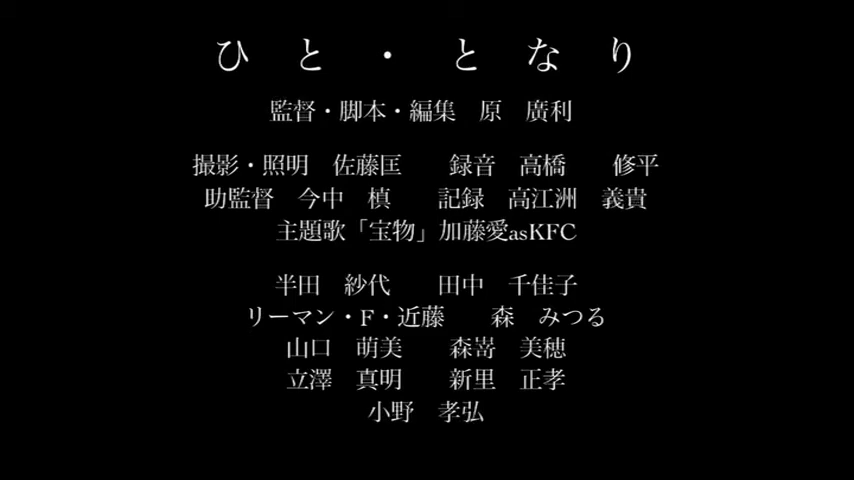 ひと・となり
監督・脚本・編集　原　廣利
撮影・照明　佐藤匡　　録音　高橋　　修平
助監督　今中　槙　　記録　高江洲　義貴
主題歌「宝物」加藤愛asKFC
半田　紗代　　田中　千佳子
リーマン・F・近藤　　森　みつる
山口　萌美　　森嵜　美穂
立澤　真明　　新里　正孝
小野　孝弘